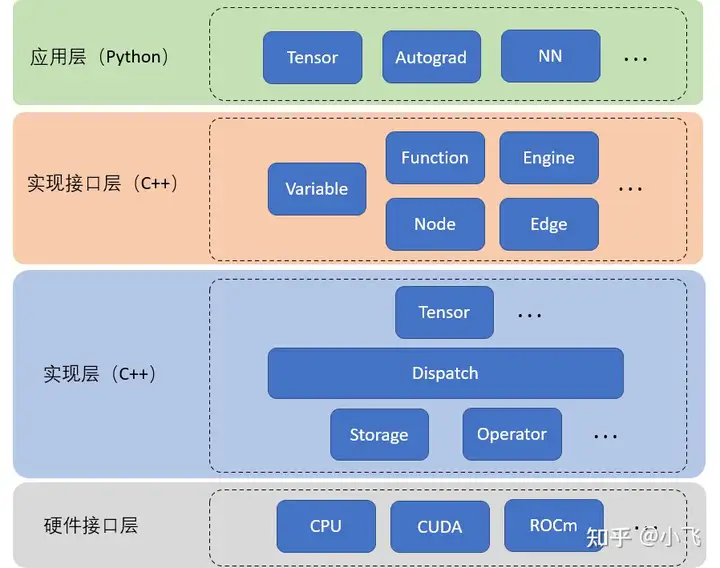 应用层（Python）
Tensor
Autograd
NN
...
实现接口层（C++）
Variable
Function
Engine
Node
Edge
...
实现层（C++）
Tensor
...
Dispatch
Storage
Operator
...
硬件接口层
CPU
CUDA
ROCm
...
知乎 @小飞